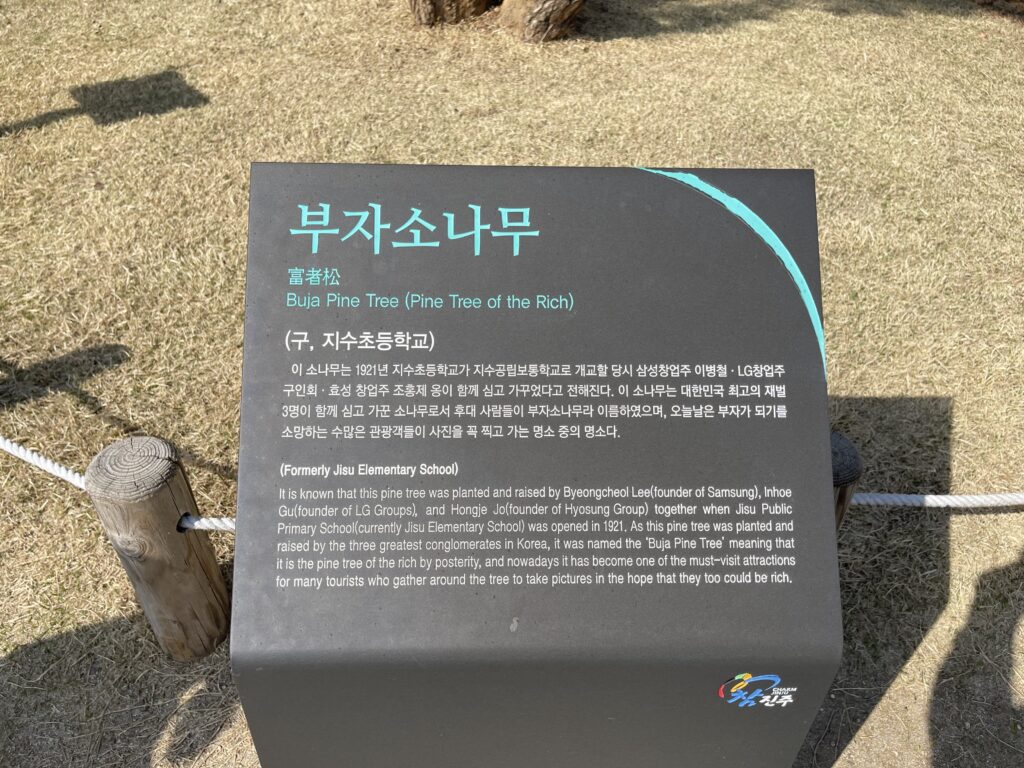 부자소나무
富者松
Buja Pine Tree (Pine Tree of the Rich)
(구, 지수초등학교)
이 소나무는 1921년 지수초등학교가 지수공립보통학교로 개교할 당시 삼성창업주 이병철 · LG창업주
구인회 · 효성 창업주 조홍제 옹이 함께 심고 가꾸었다고 전해진다. 이 소나무는 대한민국 최고의 재벌
3명이 함께 심고 가꾼 소나무로서 후대 사람들이 부자소나무라 이름하였으며, 오늘날은 부자가 되기를
소망하는 수많은 관광객들이 사진을 꼭 찍고 가는 명소 중의 명소다.
(Formerly Jisu Elementary School)
It is known that this pine tree was planted and raised by Byeongcheol Lee(founder of Samsung), Inhoe
Gu(founder of LG Groups), and Hongje Jo(founder of Hyosung Group) together when Jisu Public
Primary School(currently Jisu Elementary School) was opened in 1921. As this pine tree was planted and
raised by the three greatest conglomerates in Korea, it was named the 'Buja Pine Tree' meaning that
it is the pine tree of the rich by posterity, and nowadays it has become one of the must-visit attractions
for many tourists who gather around the tree to take pictures in the hope that they too could be rich.
CHARM
JINJU
참 진주